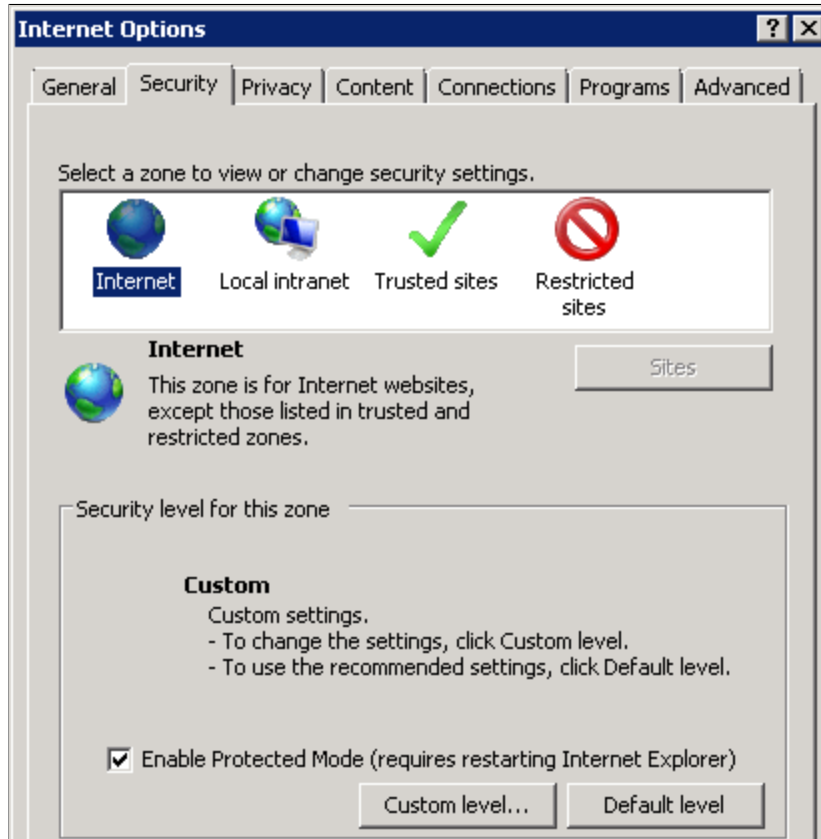 Internet Options
General Security Privacy Content Connections Programs Advanced
Select a zone to view or change security settings.
Internet Local intranet Trusted sites Restricted
sites
Internet
Sites
This zone is for Internet websites,
except those listed in trusted and
restricted zones.
Security level for this zone
Custom
Custom settings.
- To change the settings, click Custom level.
- To use the recommended settings, click Default level.
Enable Protected Mode (requires restarting Internet Explorer)
Custom level... Default level